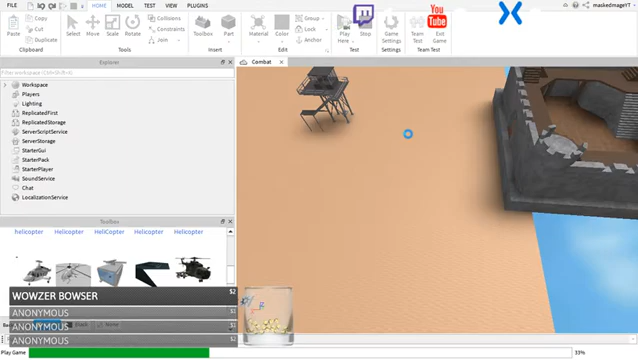 HOME MODEL TEST VIEW PLUGINS
maskedmageYT
You Tube
Copy
Cut
Duplicate
Clipboard
Select Move Scale Rotate
Collisions
Constraints
Join
Tools
Toolbox Part
Insert
Material Color
Group
Lock
Anchor
Edit
Play Here
Stop
Test
Game Settings
Settings
Team Test
Exit Game
Team Test
Explorer
Combat
Filter workspace (Ctrl+Shift+X)
Workspace
Players
Lighting
ReplicatedFirst
ReplicatedStorage
ServerScriptService
ServerStorage
StarterGui
StarterPack
StarterPlayer
SoundService
Chat
LocalizationService
Toolbox
helicopter Helicopter HeliCopter Helicopter Helicopter
WOWZER BOWSER $2
ANONYMOUS $1
ANONYMOUS $2
ANONYMOUS $2
Play Game 33%